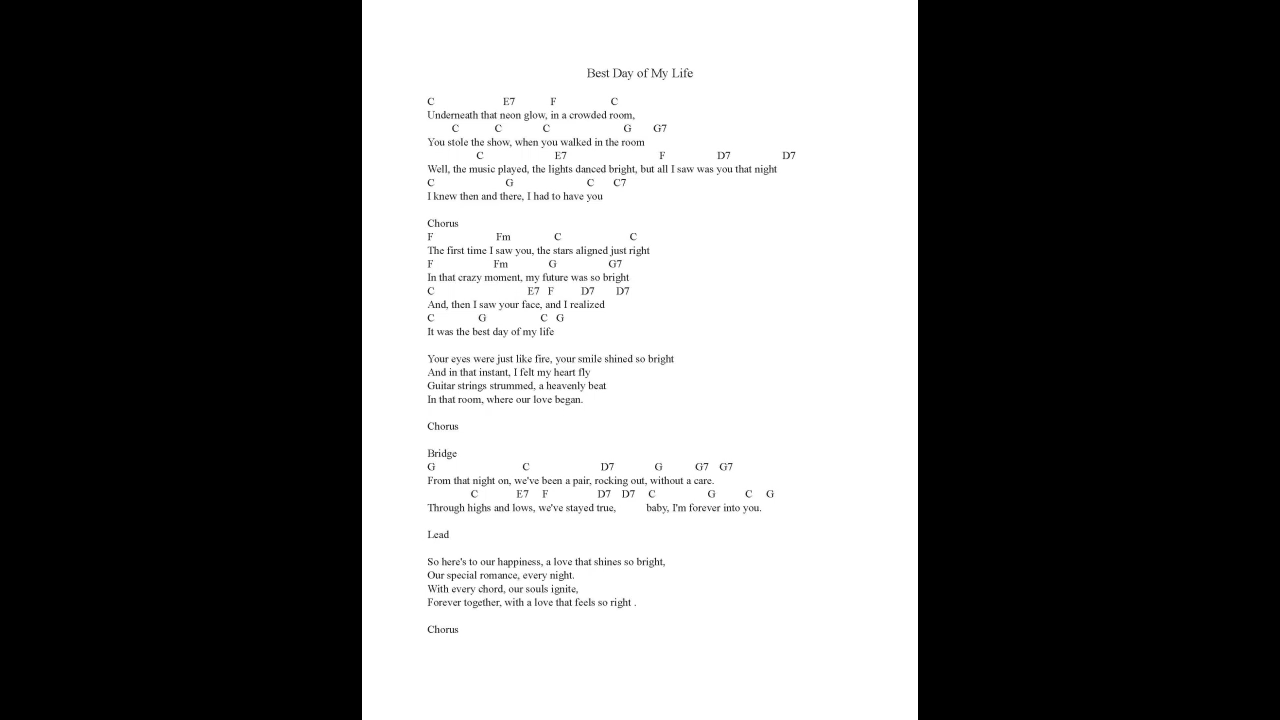 Best Day of My Life
C E7 F C
Underneath that neon glow, in a crowded room,
C C C G G7
You stole the show, when you walked in the room
C E7 F D7 D7
Well, the music played, the lights danced bright, but all I saw was you that night
C G C C7
I knew then and there, I had to have you
Chorus
F Fm C C
The first time I saw you, the stars aligned just right
F Fm G G7
In that crazy moment, my future was so bright
C E7 F D7 D7
And, then I saw your face, and I realized
C G C G
It was the best day of my life
Your eyes were just like fire, your smile shined so bright
And in that instant, I felt my heart fly
Guitar strings strummed, a heavenly beat
In that room, where our love began.
Chorus
Bridge
G C D7 G G7 G7
From that night on, we've been a pair, rocking out, without a care.
C E7 F D7 D7 C G C G
Through highs and lows, we've stayed true, baby, I'm forever into you.
Lead
So here's to our happiness, a love that shines so bright,
Our special romance, every night.
With every chord, our souls ignite,
Forever together, with a love that feels so right .
Chorus